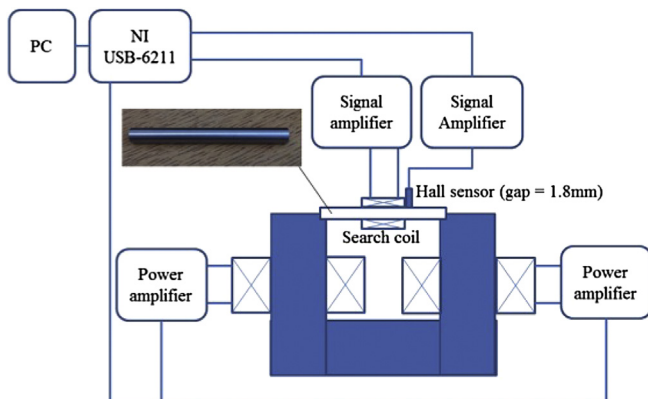 PC
NI
USB-6211
Signal
amplifier
Signal
Amplifier
Hall sensor (gap = 1.8mm)
Search coil
Power
amplifier
Power
amplifier